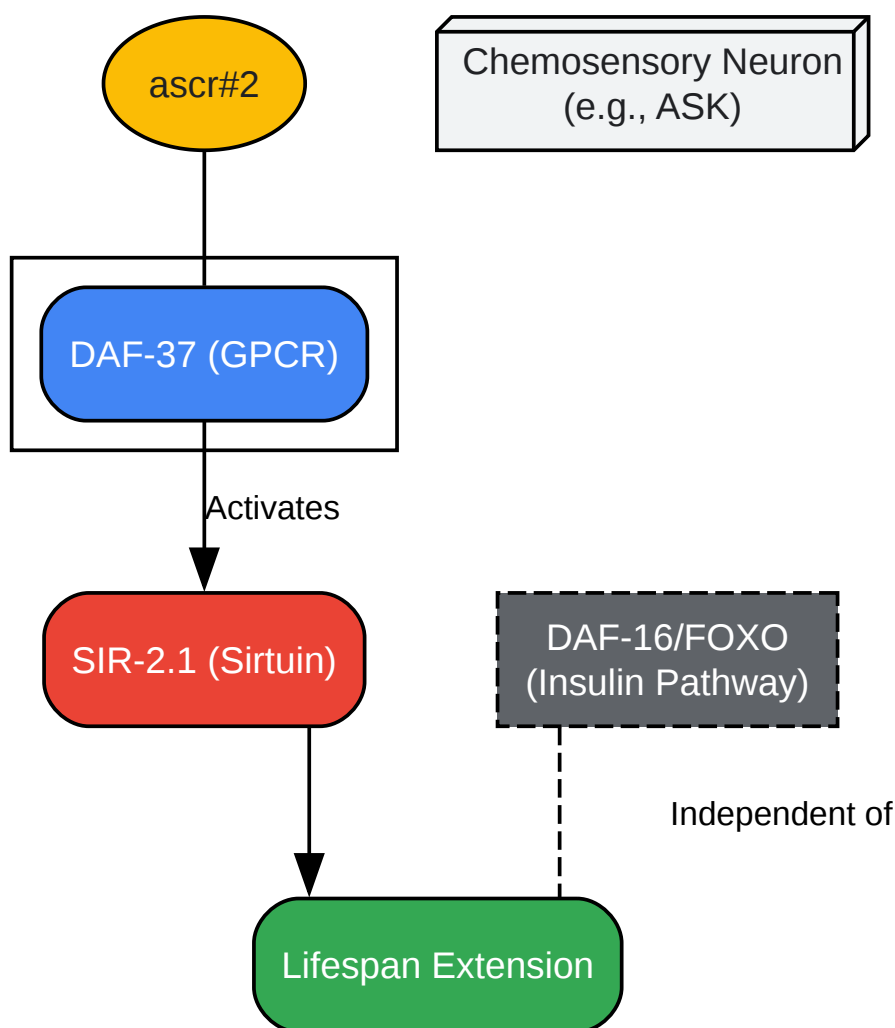 ascr#2
Chemosensory Neuron
(e.g., ASK)
DAF-37 (GPCR)
Activates
SIR-2.1 (Sirtuin)
DAF-16/FOXO
(Insulin Pathway)
Independent of
Lifespan Extension